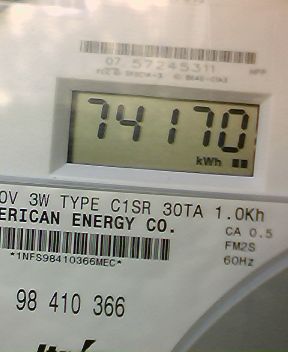 07 57245311
74170
kWh
0V 3W TYPE C1SR 30TA 1.0Kh
ERICAN ENERGY CO.
CA 0.5
*1NFS98410366MEC*
FM2S
60Hz
98 410 366